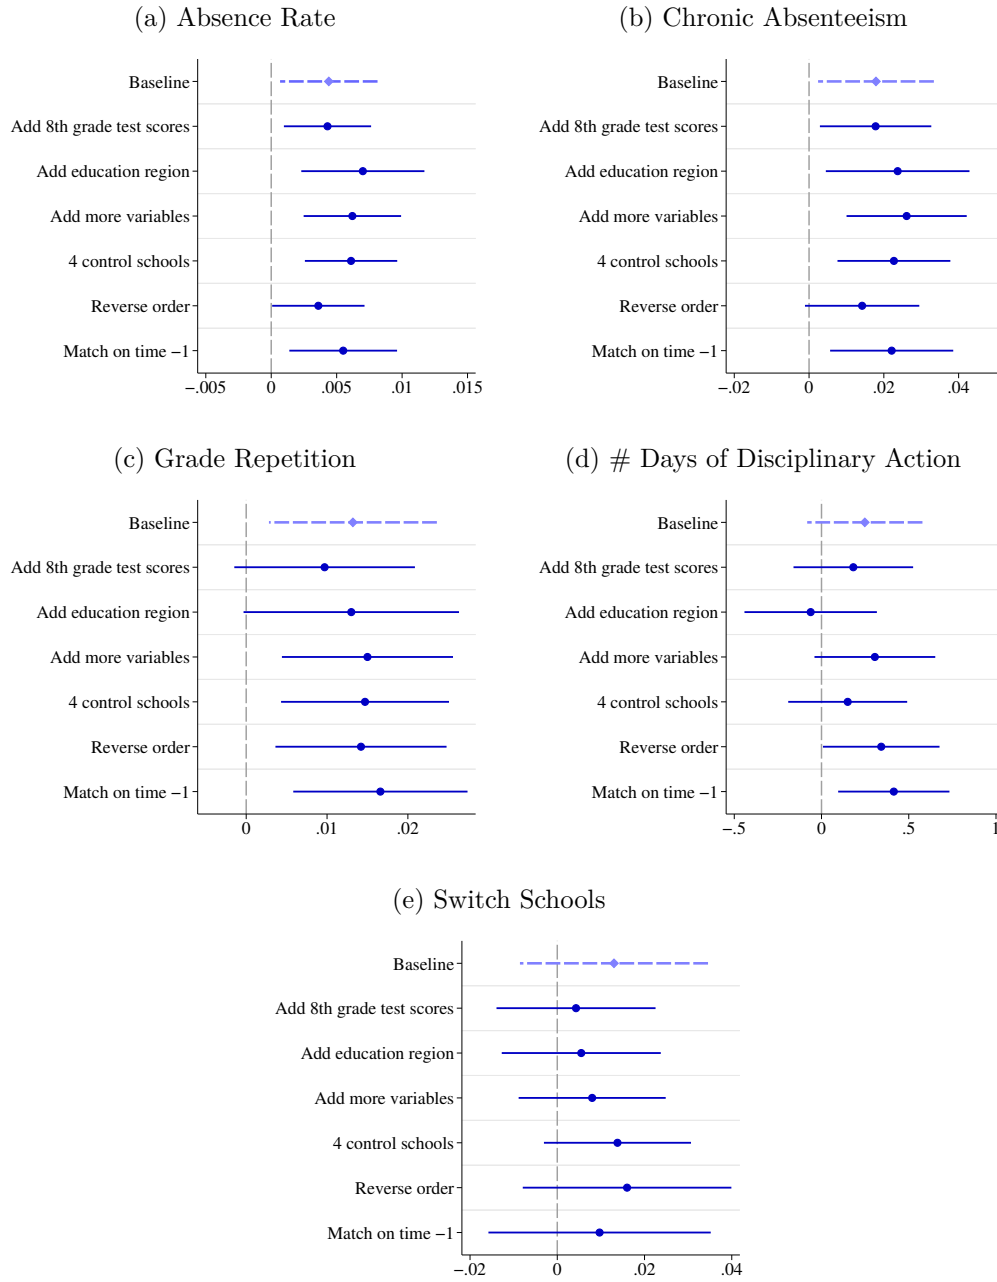 (a) Absence Rate
Baseline
Add 8th grade test scores
Add education region
Add more variables
4 control schools
Reverse order
Match on time −1
−.005 0 .005 .01 .015
(b) Chronic Absenteeism
Baseline
Add 8th grade test scores
Add education region
Add more variables
4 control schools
Reverse order
Match on time −1
−.02 0 .02 .04
(c) Grade Repetition
Baseline
Add 8th grade test scores
Add education region
Add more variables
4 control schools
Reverse order
Match on time −1
0 .01 .02
(d) # Days of Disciplinary Action
Baseline
Add 8th grade test scores
Add education region
Add more variables
4 control schools
Reverse order
Match on time −1
−.5 0 .5 1
(e) Switch Schools
Baseline
Add 8th grade test scores
Add education region
Add more variables
4 control schools
Reverse order
Match on time −1
−.02 0 .02 .04